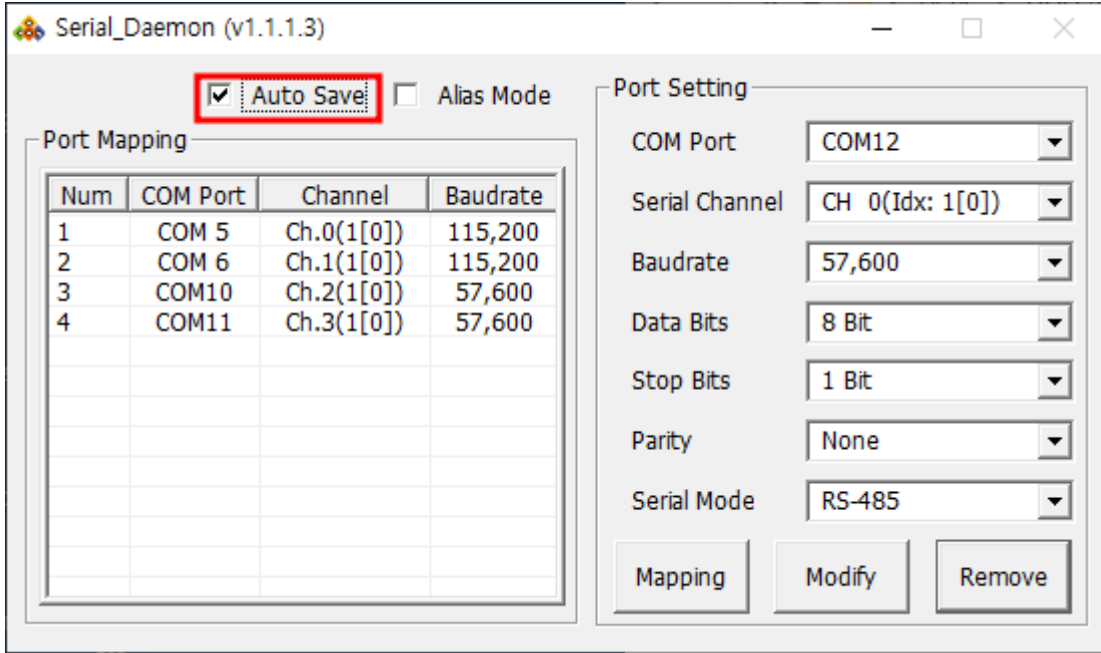 Serial_Daemon (v1.1.1.3)
Auto Save Alias Mode
Port Mapping
Num COM Port Channel Baudrate
1 COM 5 Ch.0(1[0]) 115,200
2 COM 6 Ch.1(1[0]) 115,200
3 COM10 Ch.2(1[0]) 57,600
4 COM11 Ch.3(1[0]) 57,600
Port Setting
COM Port COM12
Serial Channel CH 0(Idx: 1[0])
Baudrate 57,600
Data Bits 8 Bit
Stop Bits 1 Bit
Parity None
Serial Mode RS-485
Mapping Modify Remove